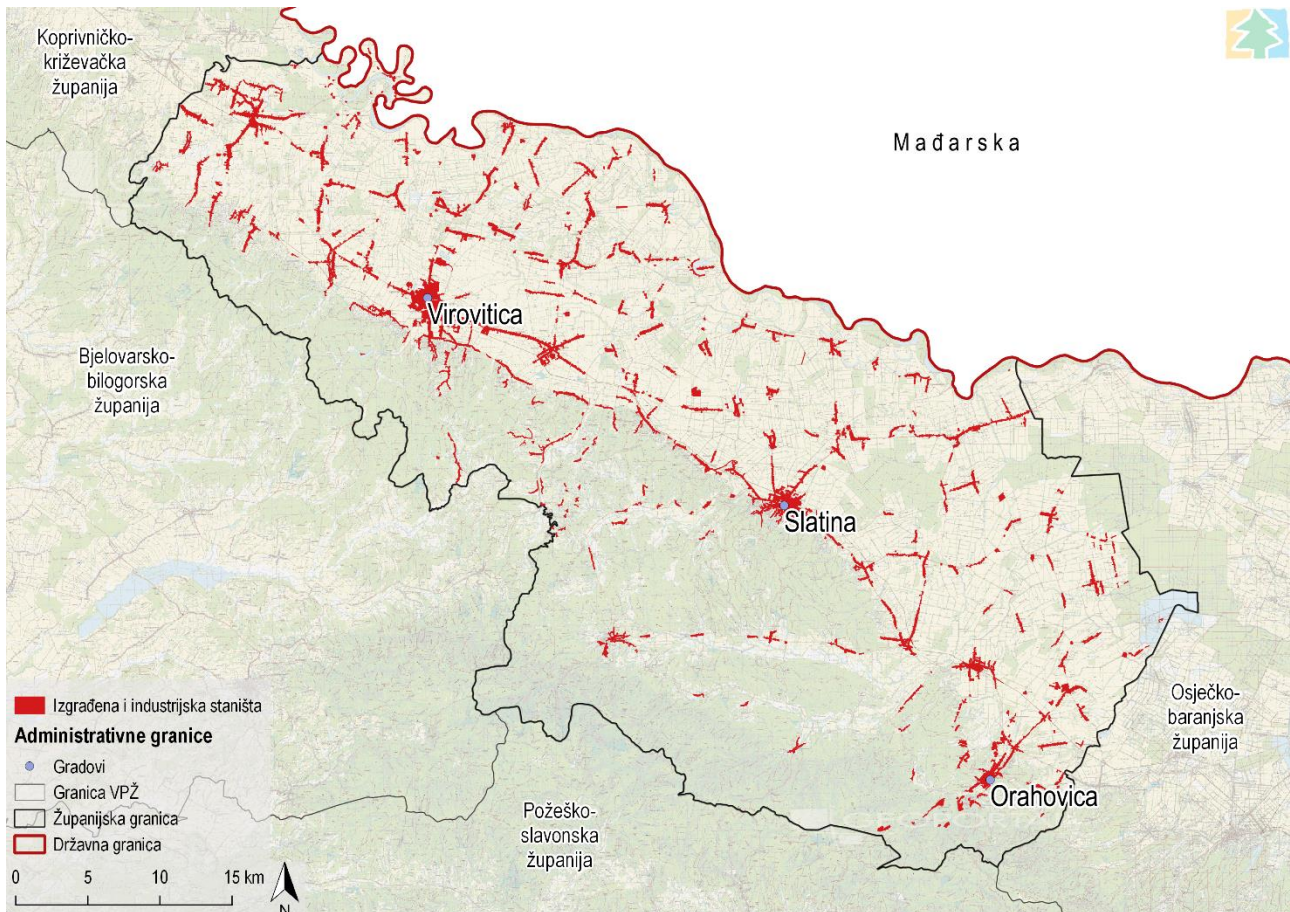 Koprivničko-
križevačka
županija
Mađarska
Virovitica
Bjelovarsko-
bilogorska
županija
Slatina
Osječko-
baranjska
županija
Orahovica
Požeško-
slavonska
županija
Izgrađena i industrijska staništa
Administrativne granice
Gradovi
Granica VPŽ
Županijska granica
Državna granica
0 5 10 15 km
N